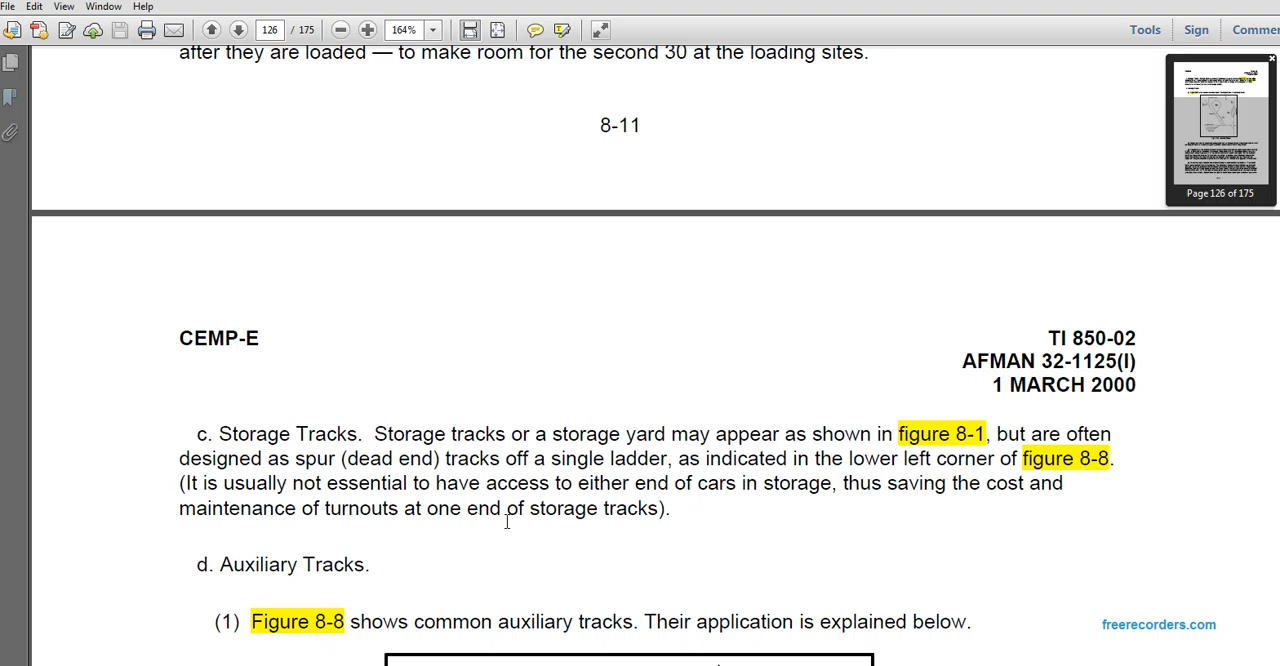 File Edit View Window Help
126 / 175 164% Tools Sign Commer
after they are loaded — to make room for the second 30 at the loading sites.
8-11
Page 126 of 175
CEMP-E TI 850-02
AFMAN 32-1125(I)
1 MARCH 2000
c. Storage Tracks. Storage tracks or a storage yard may appear as shown in figure 8-1, but are often
designed as spur (dead end) tracks off a single ladder, as indicated in the lower left corner of figure 8-8.
(It is usually not essential to have access to either end of cars in storage, thus saving the cost and
maintenance of turnouts at one end of storage tracks).
d. Auxiliary Tracks.
(1) Figure 8-8 shows common auxiliary tracks. Their application is explained below.
freerecorders.com